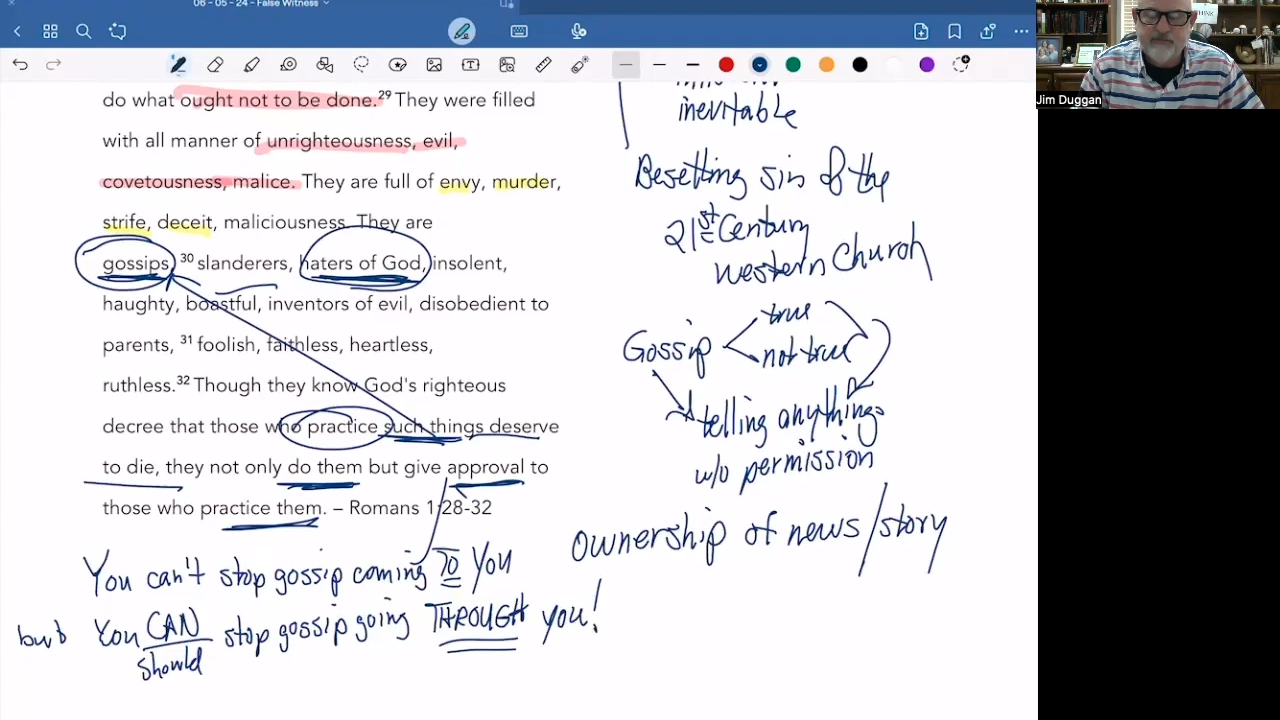 06 - 05 - 24 - False Witness
do what ought not to be done.²⁹ They were filled
with all manner of unrighteousness, evil,
covetousness, malice. They are full of envy, murder,
strife, deceit, maliciousness. They are
gossips, ³⁰ slanderers, haters of God, insolent,
haughty, boastful, inventors of evil, disobedient to
parents, ³¹ foolish, faithless, heartless,
ruthless.³² Though they know God's righteous
decree that those who practice such things deserve
to die, they not only do them but give approval to
those who practice them. – Romans 1:28-32
You can't stop gossip coming TO You
but You CAN stop gossip going THROUGH you!
should
inevitable
Besetting sin of the
21st Century
Western Church
Gossip
true
not true
telling anything
w/o permission
Ownership of news/story
THINK
Jim Duggan